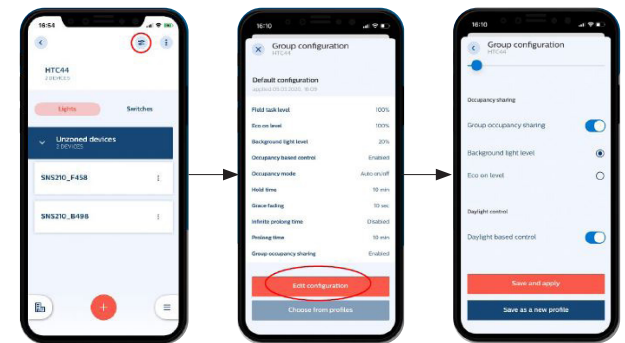 16:54
HTC44
2 DEVICES
Lights
Switches
Unzoned devices
2 DEVICES
SNS210_F458
SNS210_B498
16:10
Group configuration
HTC44
Default configuration
Field task level 100%
Eco on level 100%
Background light level 20%
Occupancy based control Enabled
Occupancy mode Auto on/off
Hold time 10 min
Grace fading 10 sec
Infinite prolong time Disabled
Prolong time 10 min
Group occupancy sharing Enabled
Edit configuration
Choose from profiles
16:10
Group configuration
HTC44
Occupancy sharing
Group occupancy sharing
Background light level
Eco on level
Daylight control
Daylight based control
Save and apply
Save as a new profile